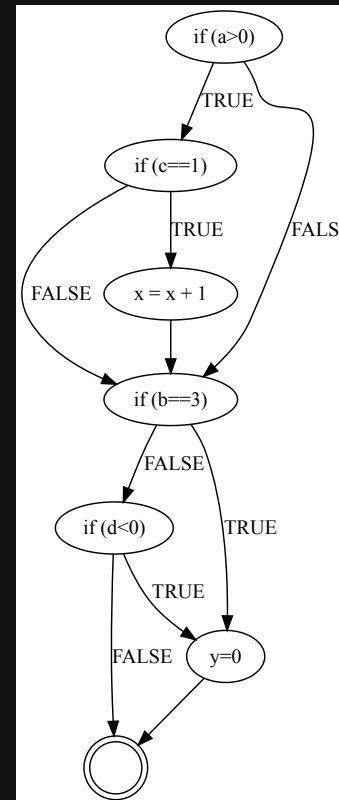 if (a>0)
TRUE
if (c==1)
TRUE
FALS
FALSE
x = x + 1
if (b==3)
FALSE
if (d<0)
TRUE
TRUE
FALSE
y=0